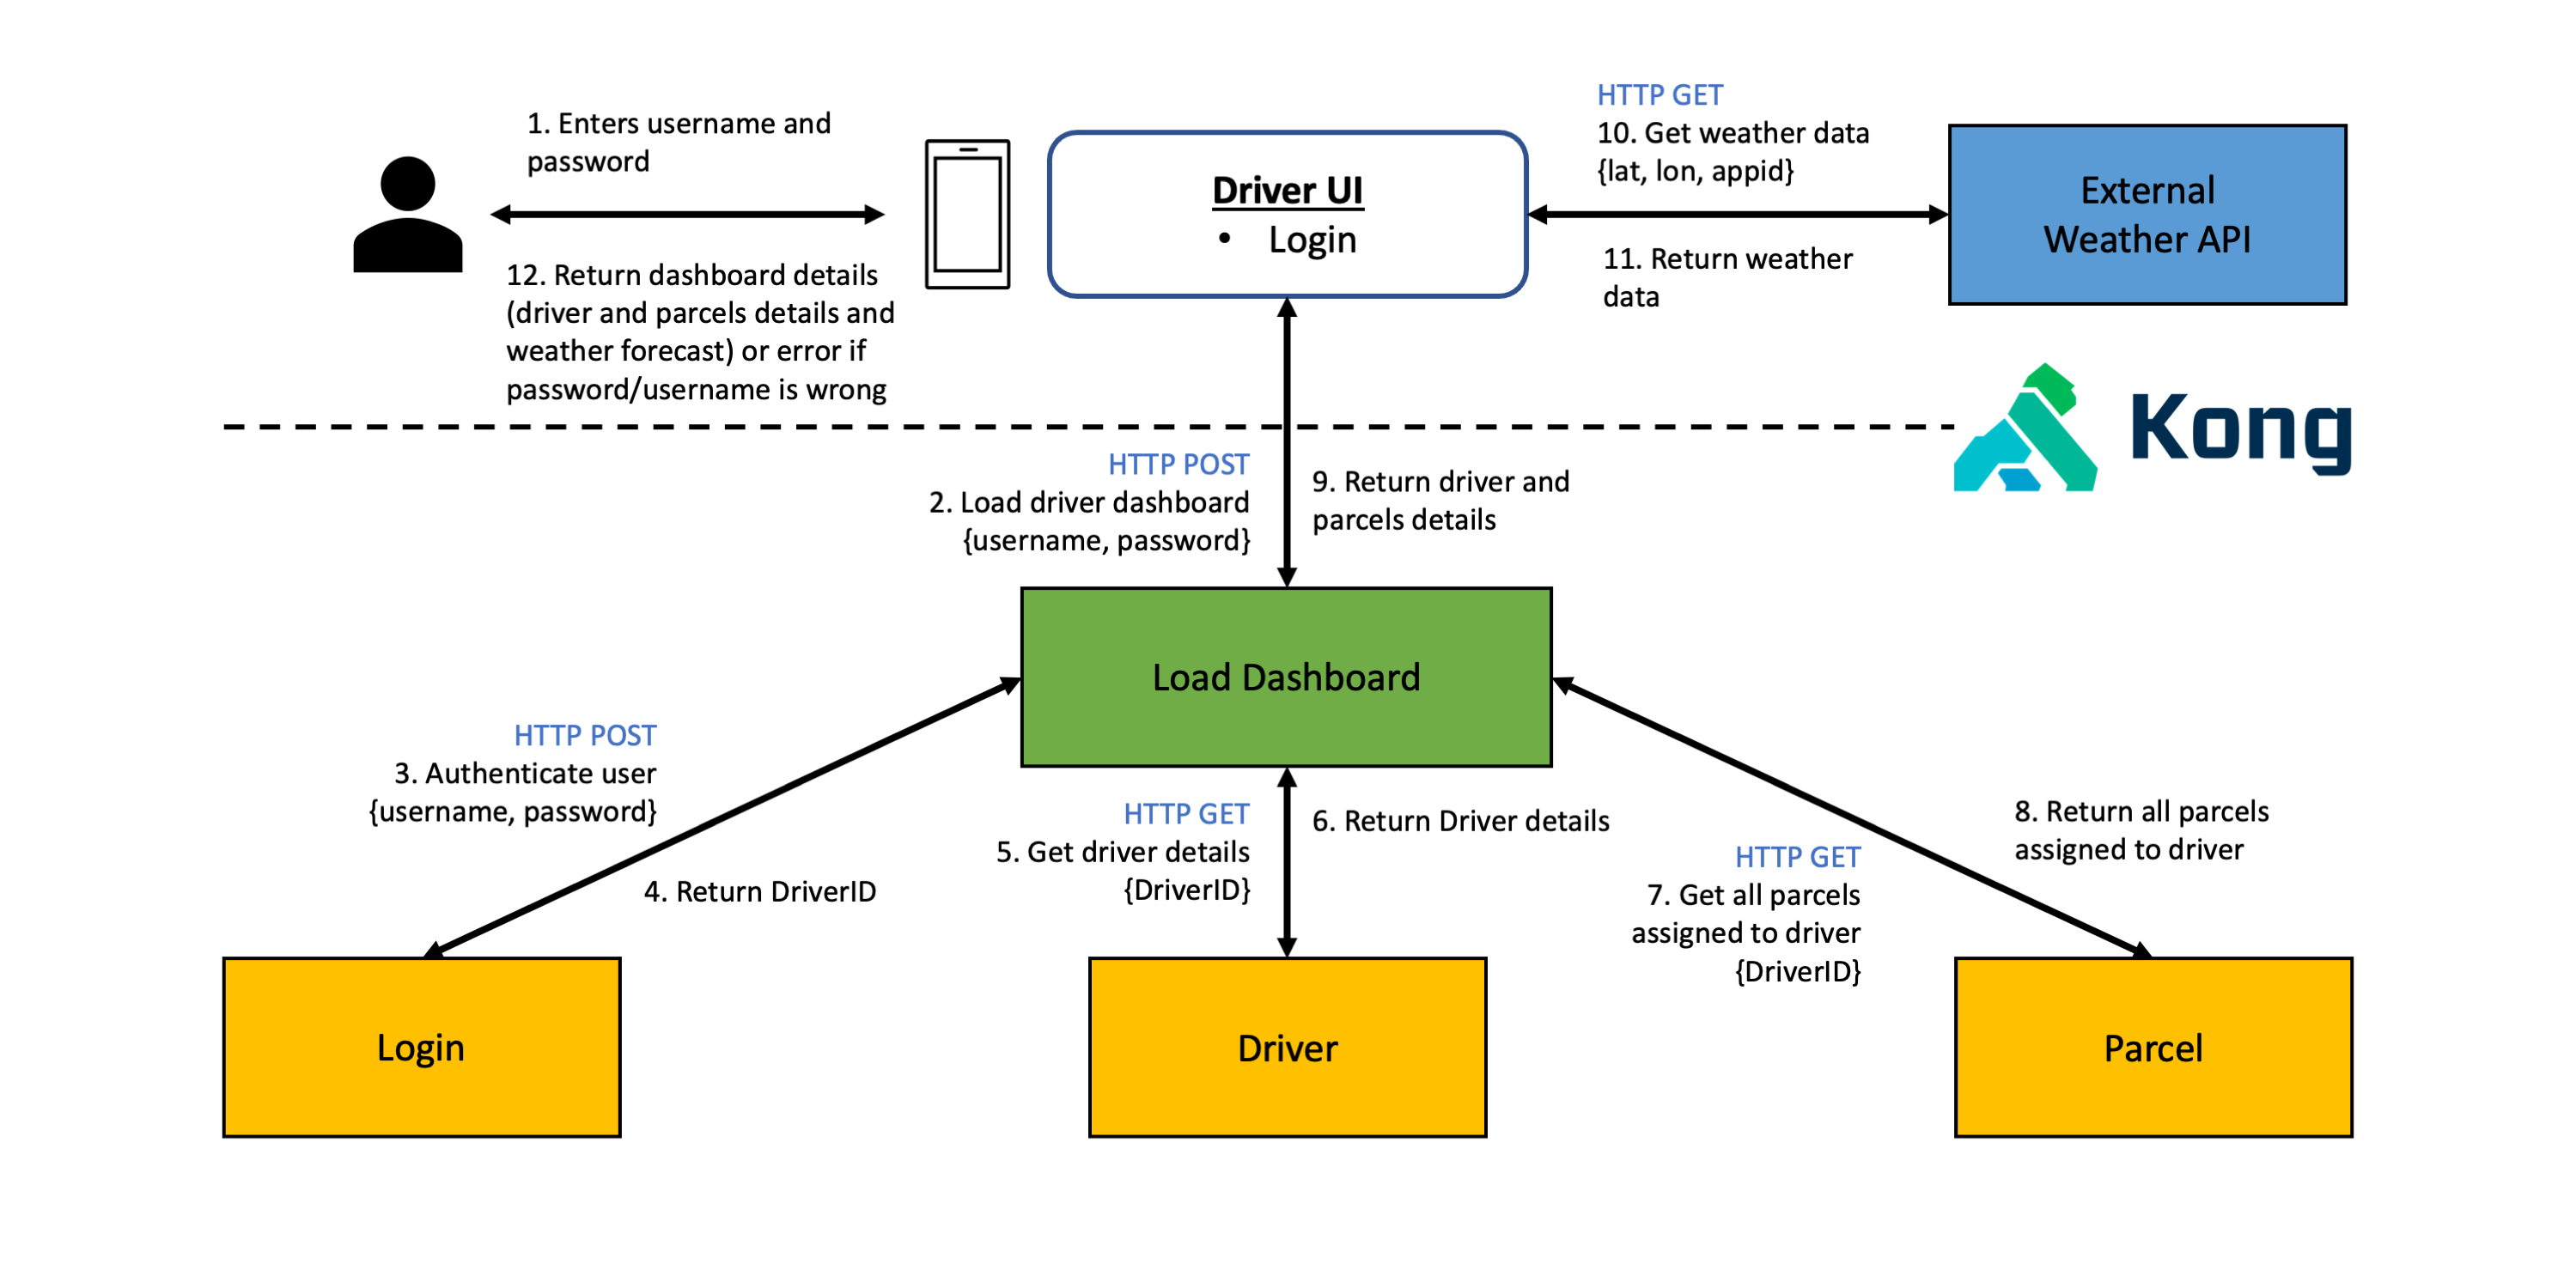 1. Enters username and
password
12. Return dashboard details
(driver and parcels details and
weather forecast) or error if
password/username is wrong
Driver UI
• Login
HTTP GET
10. Get weather data
{lat, lon, appid}
11. Return weather
data
External
Weather API
Kong
HTTP POST
2. Load driver dashboard
{username, password}
9. Return driver and
parcels details
Load Dashboard
HTTP POST
3. Authenticate user
{username, password}
4. Return DriverID
HTTP GET
5. Get driver details
{DriverID}
6. Return Driver details
HTTP GET
7. Get all parcels
assigned to driver
{DriverID}
8. Return all parcels
assigned to driver
Login
Driver
Parcel